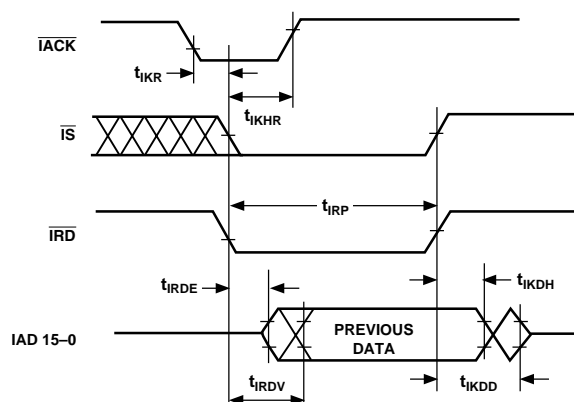 IACK
tIKR
tIKHR
IS
tIRP
IRD
tIRDE
tIKDH
IAD 15–0
PREVIOUS
DATA
tIKDD
tIRDV